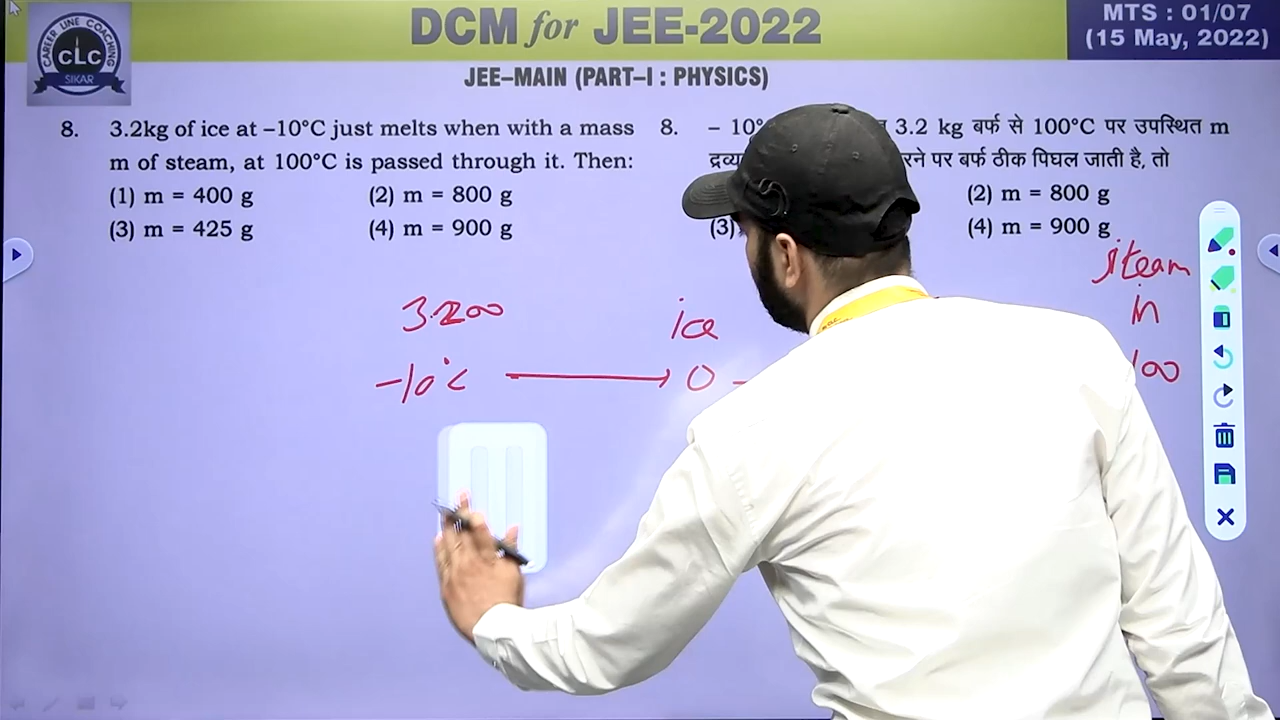 DCM for JEE-2022
MTS : 01/07
(15 May, 2022)
CAREER LINE COACHING
CLC
SIKAR
JEE–MAIN (PART–I : PHYSICS)
8. 3.2kg of ice at –10°C just melts when with a mass
m of steam, at 100°C is passed through it. Then:
(1) m = 400 g (2) m = 800 g
(3) m = 425 g (4) m = 900 g
8. – 10° 3.2 kg बर्फ से 100°C पर उपस्थित m
रने पर बर्फ ठीक पिघल जाती है, तो
(2) m = 800 g
(3) (4) m = 900 g
3200
-10°C
ice
0
steam
in
100